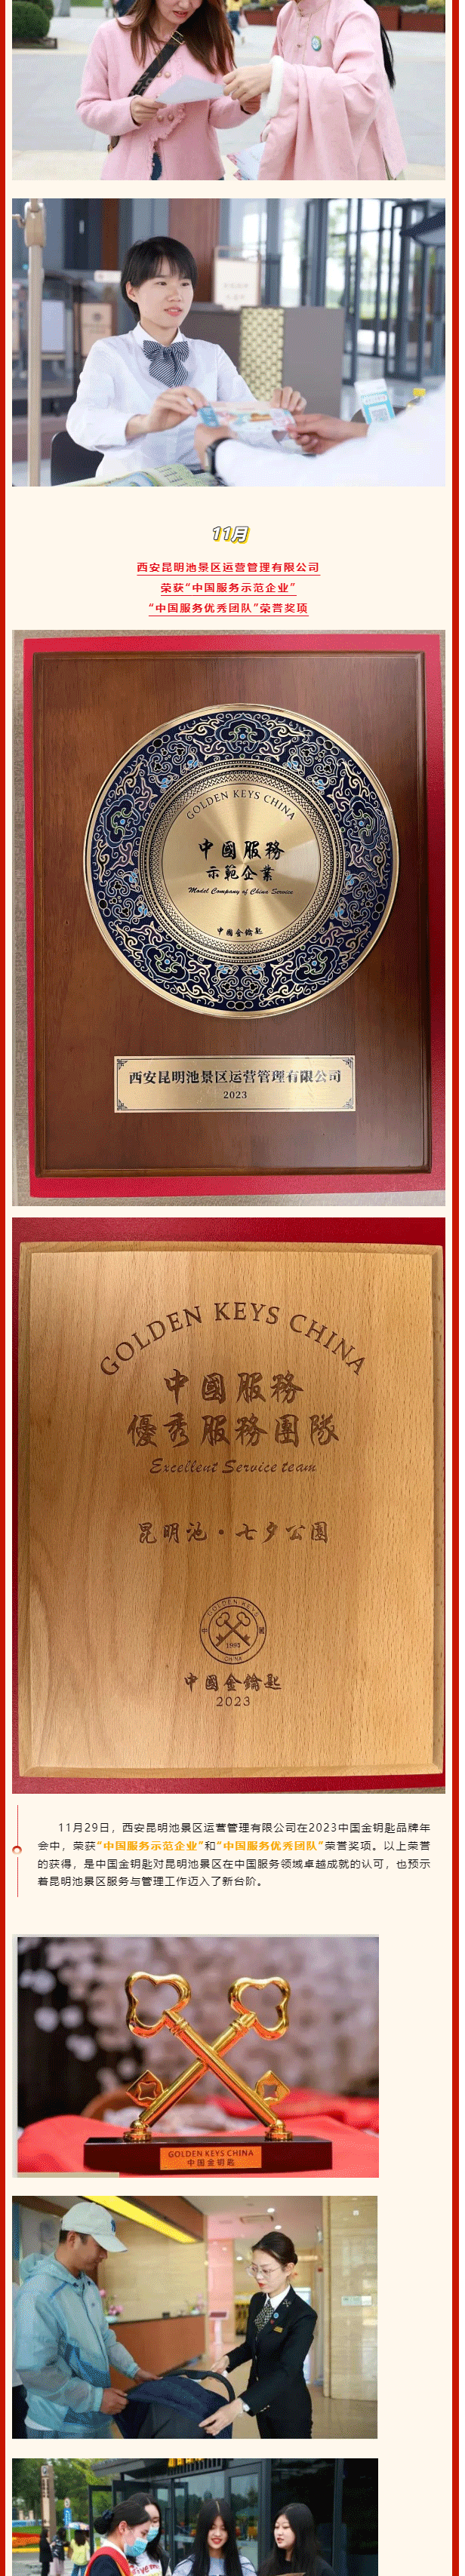 11月
西安昆明池景区运营管理有限公司
荣获“中国服务示范企业”
“中国服务优秀团队”荣誉奖项
GOLDEN KEYS CHINA
中國服務
示範企業
Model Company of China Service
中國金鑰匙
西安昆明池景区运营管理有限公司
2023
GOLDEN KEYS CHINA
中國服務
優秀服務團隊
Excellent Service team
昆明池·七夕公園
GOLDEN KEYS
中 國
1995
CHINA
中國金鑰匙
2023
11月29日，西安昆明池景区运营管理有限公司在2023中国金钥匙品牌年
会中，荣获“中国服务示范企业”和“中国服务优秀团队”荣誉奖项。以上荣誉
的获得，是中国金钥匙对昆明池景区在中国服务领域卓越成就的认可，也预示
着昆明池景区服务与管理工作迈入了新台阶。
GOLDEN KEYS CHINA
中国金钥匙